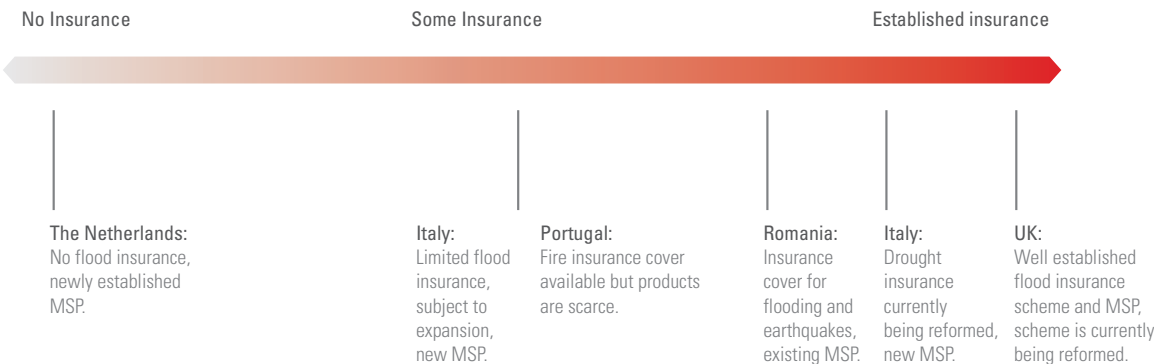 No Insurance
Some Insurance
Established insurance
The Netherlands:
No flood insurance,
newly established
MSP.
Italy:
Limited flood
insurance,
subject to
expansion,
new MSP.
Portugal:
Fire insurance cover
available but products
are scarce.
Romania:
Insurance
cover for
flooding and
earthquakes,
existing MSP.
Italy:
Drought
insurance
currently
being reformed,
new MSP.
UK:
Well established
flood insurance
scheme and MSP,
scheme is currently
being reformed.